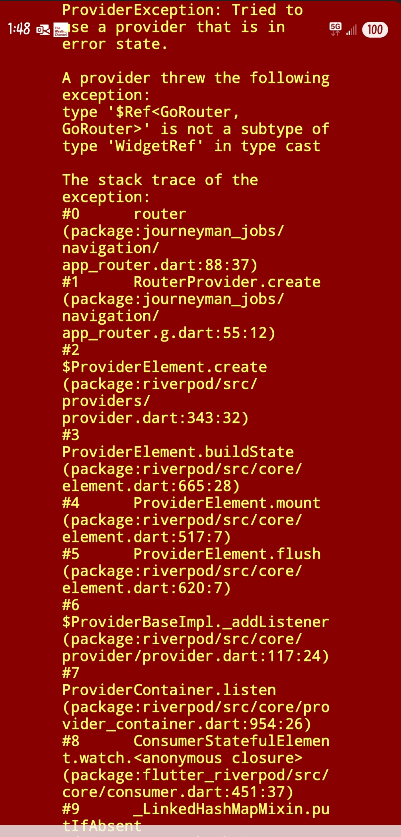 ProviderException: Tried to
1:48
use a provider that is in
5G
100
error state.
A provider threw the following
exception:
type '$Ref<GoRouter,
GoRouter>' is not a subtype of
type 'WidgetRef' in type cast
The stack trace of the
exception:
#0      router
(package:journeyman_jobs/
navigation/
app_router.dart:88:37)
#1      RouterProvider.create
(package:journeyman_jobs/
navigation/
app_router.g.dart:55:12)
#2
$ProviderElement.create
(package:riverpod/src/
providers/
provider.dart:343:32)
#3
ProviderElement.buildState
(package:riverpod/src/core/
element.dart:665:28)
#4      ProviderElement.mount
(package:riverpod/src/core/
element.dart:517:7)
#5      ProviderElement.flush
(package:riverpod/src/core/
element.dart:620:7)
#6
$ProviderBaseImpl._addListener
(package:riverpod/src/core/
provider/provider.dart:117:24)
#7
ProviderContainer.listen
(package:riverpod/src/core/pro
vider_container.dart:954:26)
#8      ConsumerStatefulElemen
t.watch.<anonymous closure>
(package:flutter_riverpod/src/
core/consumer.dart:451:37)
#9      _LinkedHashMapMixin.pu
tIfAbsent